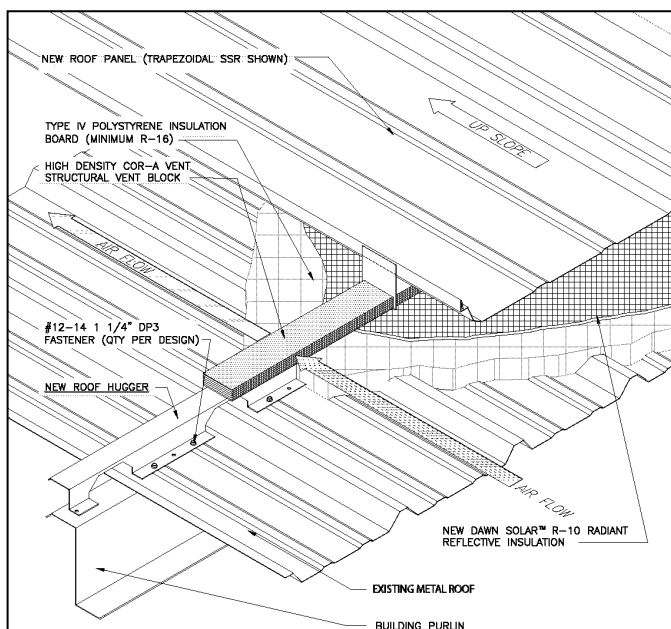 NEW ROOF PANEL (TRAPEZOIDAL SSR SHOWN)
UP SLOPE
TYPE IV POLYSTYRENE INSULATION
BOARD (MINIMUM R-16)
HIGH DENSITY COR-A VENT
STRUCTURAL VENT BLOCK
AIR FLOW
#12-14 1 1/4" DP3
FASTENER (QTY PER DESIGN)
NEW ROOF HUGGER
AIR FLOW
NEW DAWN SOLAR™ R-10 RADIANT
REFLECTIVE INSULATION
EXISTING METAL ROOF
BUILDING PURLIN